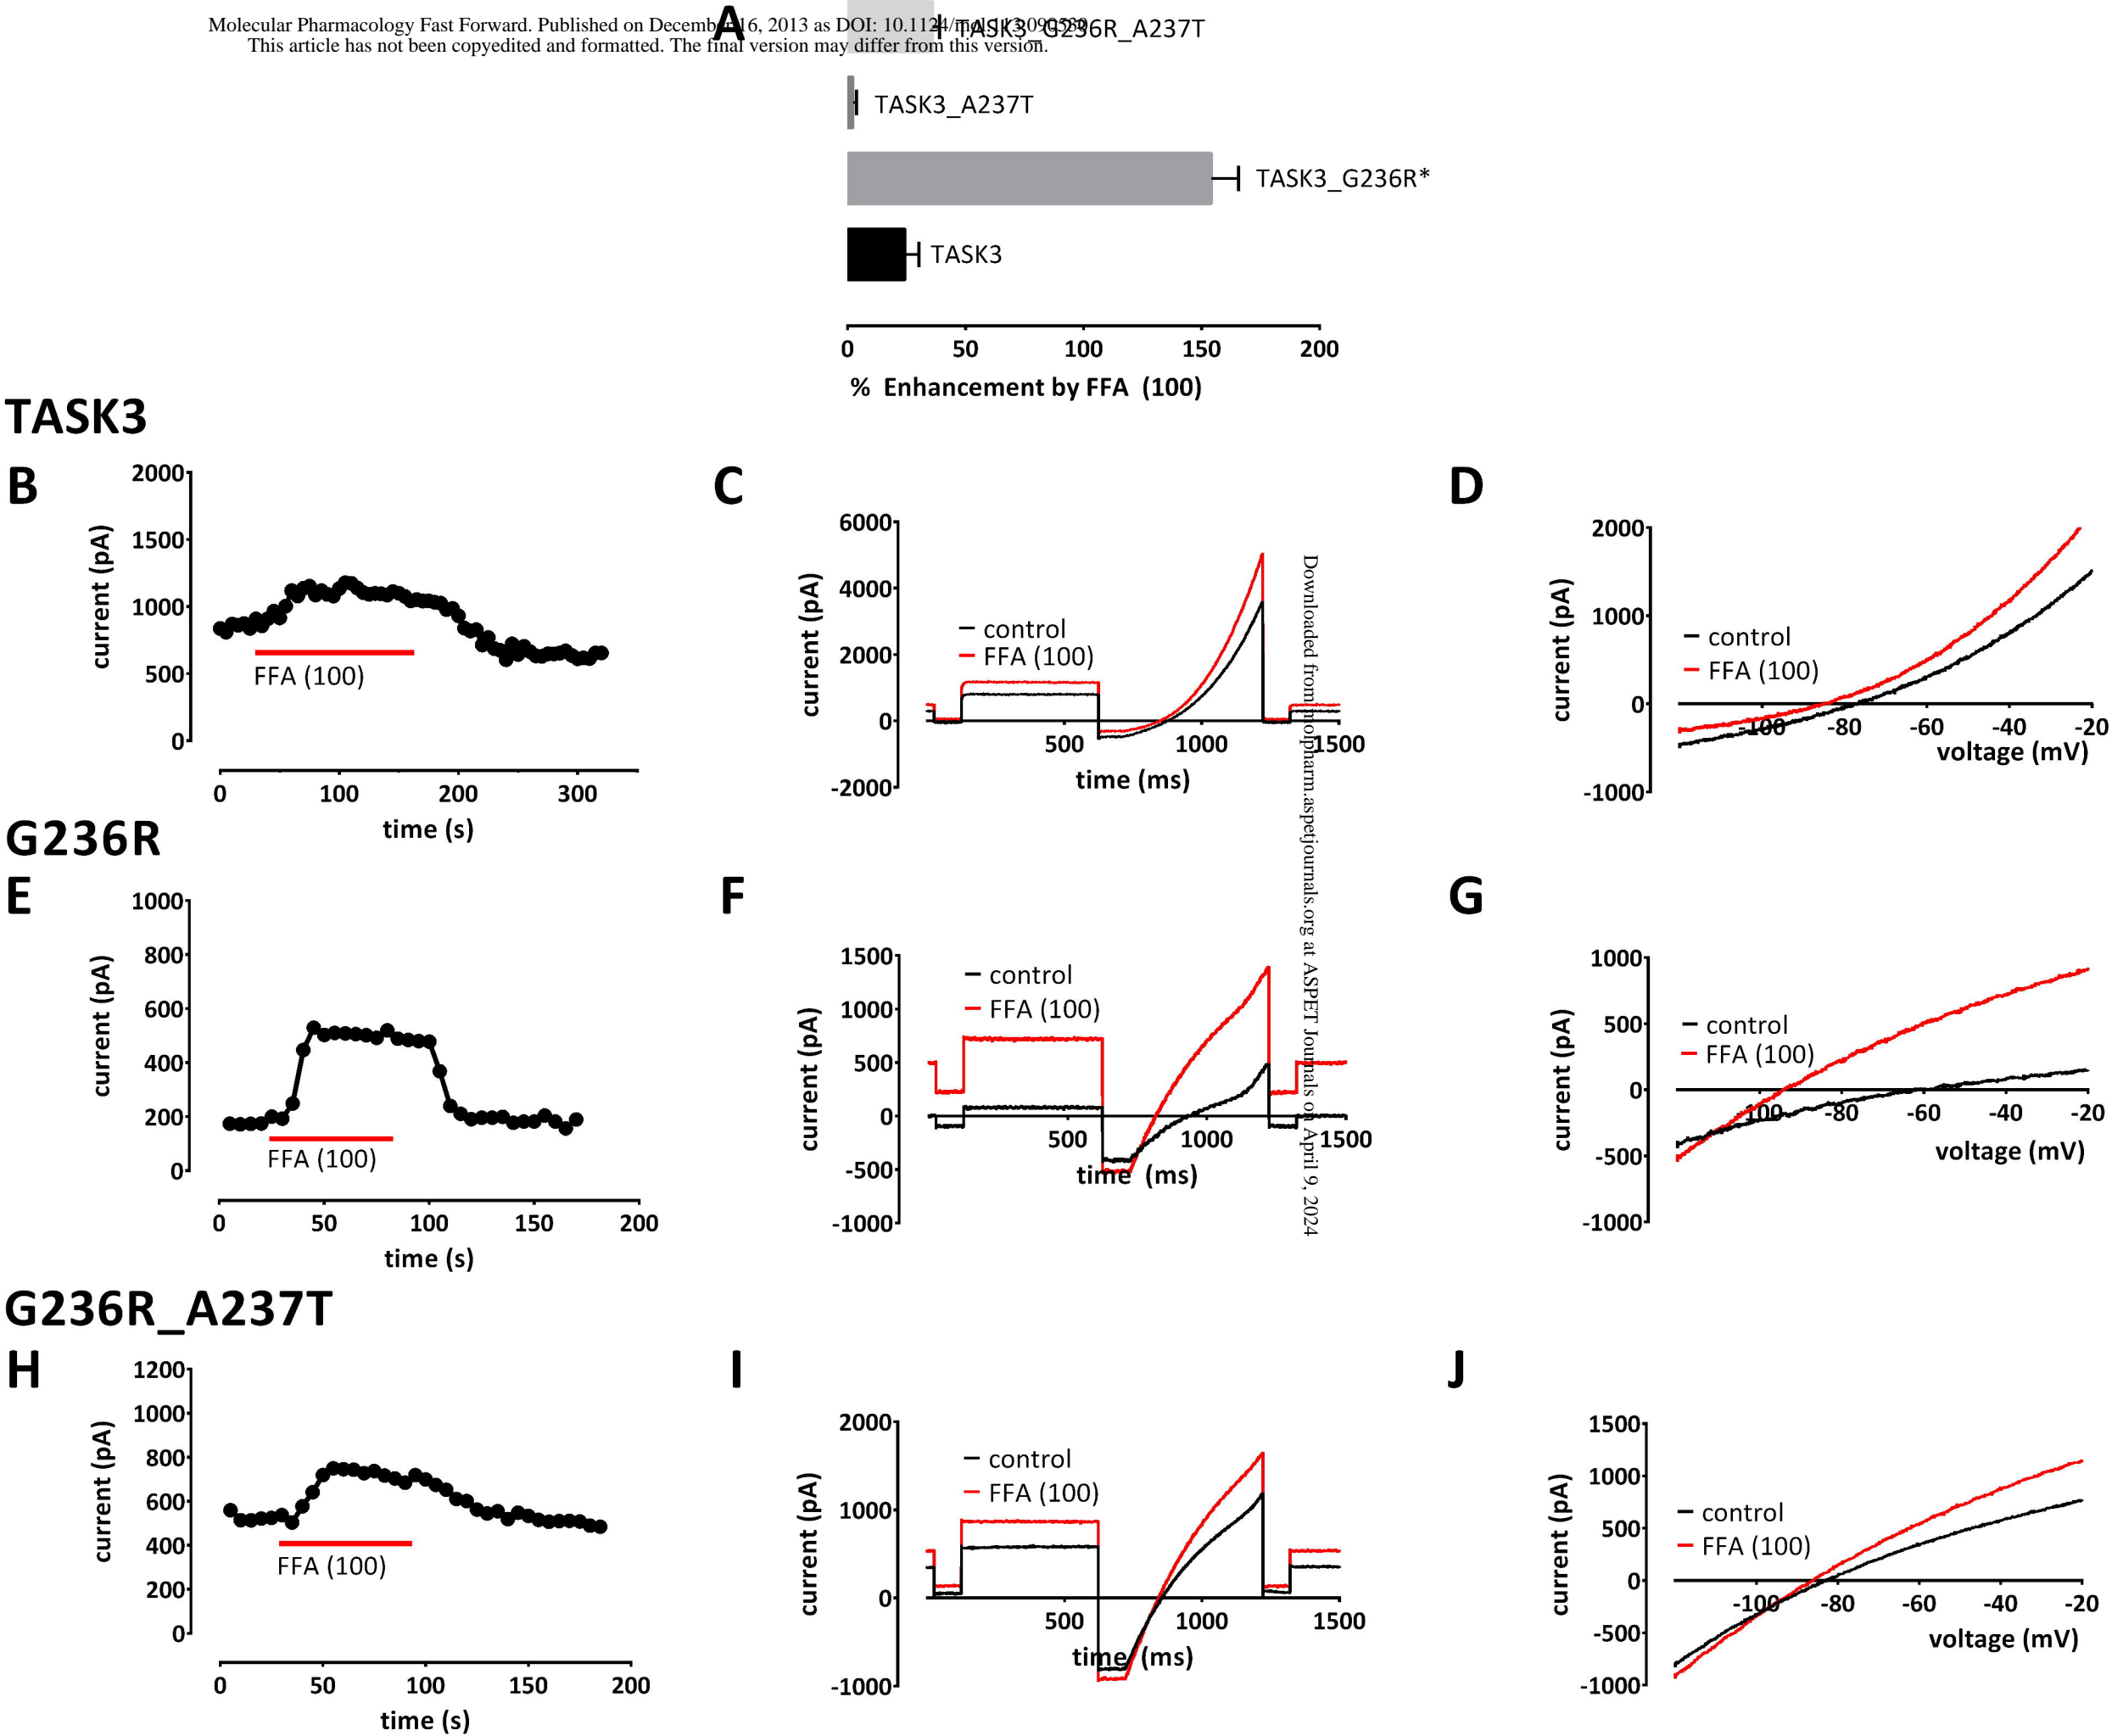 Molecular Pharmacology Fast Forward. Published on December 16, 2013 as DOI: 10.1124/mol.113.090530
This article has not been copyedited and formatted. The final version may differ from this version.
A
TASK3_G236R_A237T
TASK3_A237T
TASK3_G236R*
TASK3
0 50 100 150 200
% Enhancement by FFA (100)
TASK3
B
2000
1500
1000
500
0
current (pA)
FFA (100)
0 100 200 300
time (s)
C
6000
4000
2000
0
-2000
current (pA)
control
FFA (100)
500 1000 1500
time (ms)
D
2000
1000
0
-1000
current (pA)
control
FFA (100)
-100 -80 -60 -40 -20
voltage (mV)
G236R
E
1000
800
600
400
200
0
current (pA)
FFA (100)
0 50 100 150 200
time (s)
F
1500
1000
500
0
-500
-1000
current (pA)
control
FFA (100)
500 1000 1500
time (ms)
G
1000
500
0
-500
-1000
current (pA)
control
FFA (100)
-100 -80 -60 -40 -20
voltage (mV)
G236R_A237T
H
1200
1000
800
600
400
200
0
current (pA)
FFA (100)
0 50 100 150 200
time (s)
I
2000
1000
0
-1000
current (pA)
control
FFA (100)
500 1000 1500
time (ms)
J
1500
1000
500
0
-500
-1000
current (pA)
control
FFA (100)
-100 -80 -60 -40 -20
voltage (mV)
Downloaded from molpharm.aspetjournals.org at ASPET Journals on April 9, 2024